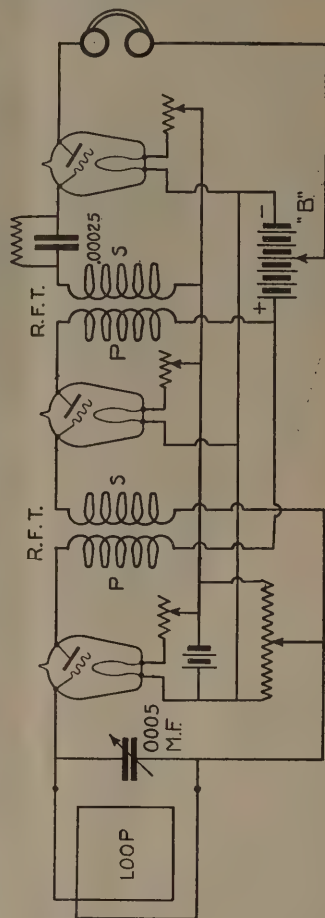 LOOP
.0005
M.F.
R.F.T.
P
S
R.F.T.
P
S
.00025
+
-
"B"